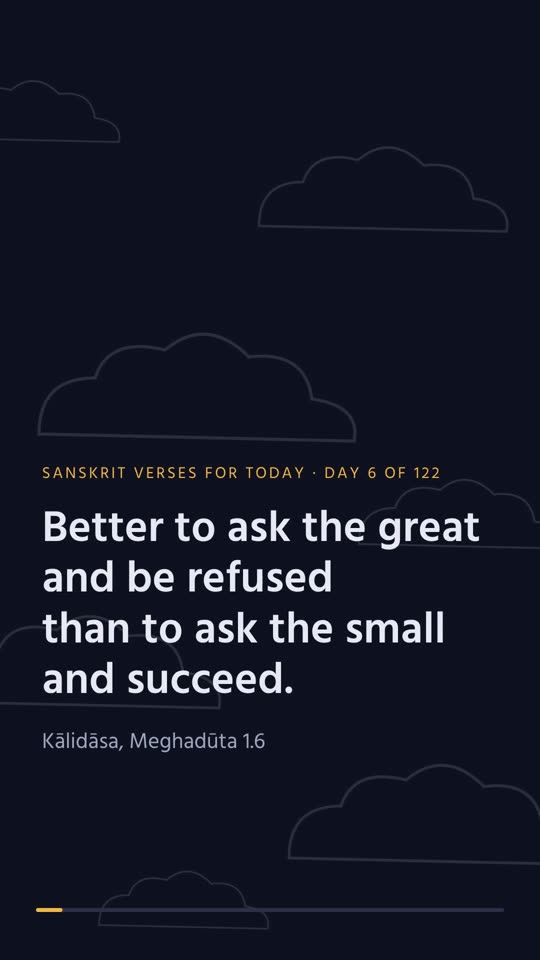 SANSKRIT VERSES FOR TODAY · DAY 6 OF 122
Better to ask the great
and be refused
than to ask the small
and succeed.
Kālidāsa, Meghadūta 1.6